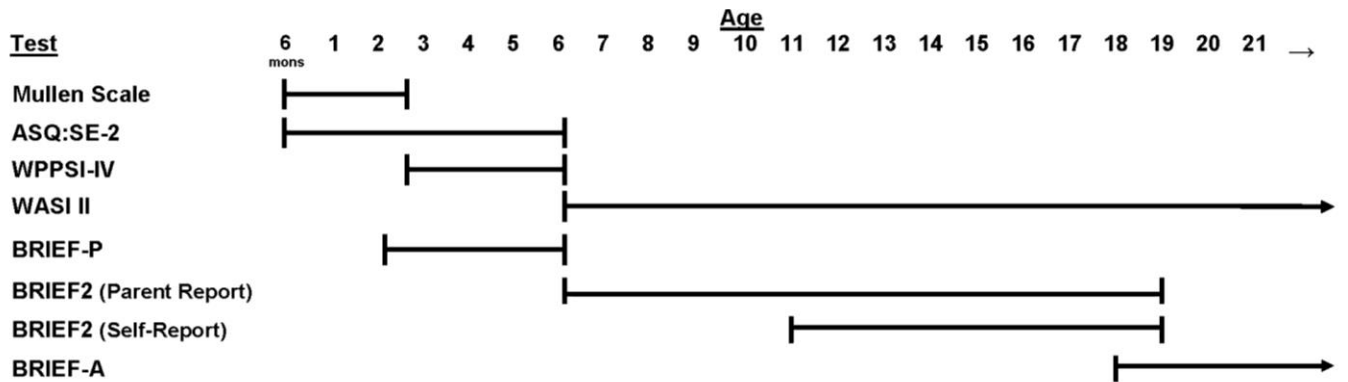 Age
Test 6 1 2 3 4 5 6 7 8 9 10 11 12 13 14 15 16 17 18 19 20 21 →
mons
Mullen Scale
ASQ:SE-2
WPPSI-IV
WASI II
BRIEF-P
BRIEF2 (Parent Report)
BRIEF2 (Self-Report)
BRIEF-A